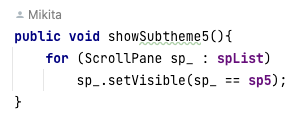 Mikita
public void showSubtheme5(){
    for (ScrollPane sp_ : spList)
        sp_.setVisible(sp_ == sp5);
}